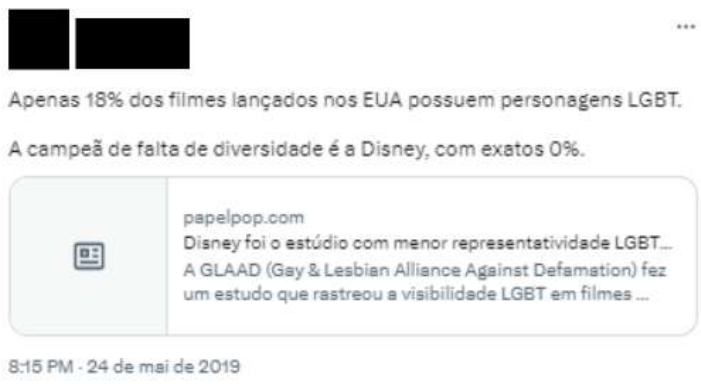 Apenas 18% dos filmes lançados nos EUA possuem personagens LGBT.
A campeã de falta de diversidade é a Disney, com exatos 0%.
papelpop.com
Disney foi o estúdio com menor representatividade LGBT...
A GLAAD (Gay & Lesbian Alliance Against Defamation) fez
um estudo que rastreou a visibilidade LGBT em filmes ...
8:15 PM · 24 de mai de 2019